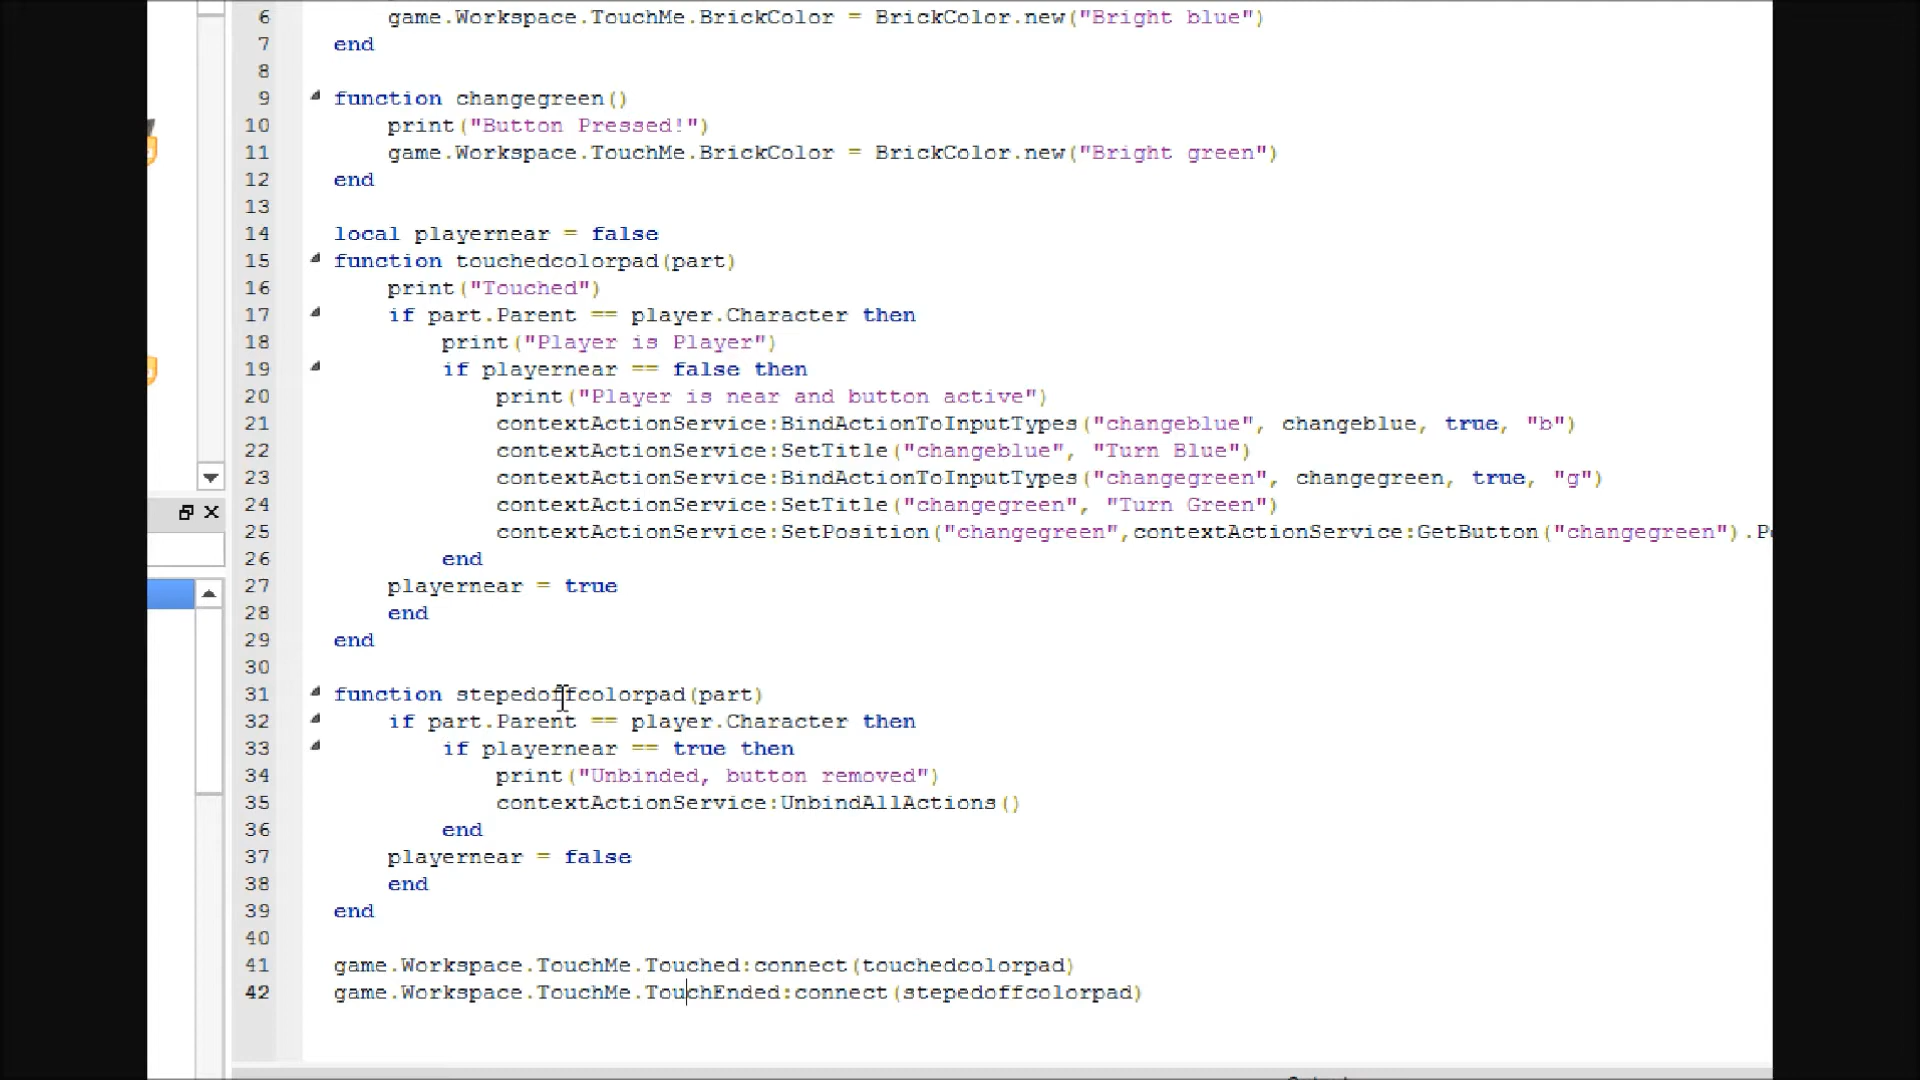 6 game.Workspace.TouchMe.BrickColor = BrickColor.new("Bright blue")
7 end
8
9 function changegreen()
10 print("Button Pressed!")
11 game.Workspace.TouchMe.BrickColor = BrickColor.new("Bright green")
12 end
13
14 local playernear = false
15 function touchedcolorpad(part)
16 print("Touched")
17 if part.Parent == player.Character then
18 print("Player is Player")
19 if playernear == false then
20 print("Player is near and button active")
21 contextActionService:BindActionToInputTypes("changeblue", changeblue, true, "b")
22 contextActionService:SetTitle("changeblue", "Turn Blue")
23 contextActionService:BindActionToInputTypes("changegreen", changegreen, true, "g")
24 contextActionService:SetTitle("changegreen", "Turn Green")
25 contextActionService:SetPosition("changegreen",contextActionService:GetButton("changegreen").P
26 end
27 playernear = true
28 end
29 end
30
31 function stepedoffcolorpad(part)
32 if part.Parent == player.Character then
33 if playernear == true then
34 print("Unbinded, button removed")
35 contextActionService:UnbindAllActions()
36 end
37 playernear = false
38 end
39 end
40
41 game.Workspace.TouchMe.Touched:connect(touchedcolorpad)
42 game.Workspace.TouchMe.TouchEnded:connect(stepedoffcolorpad)